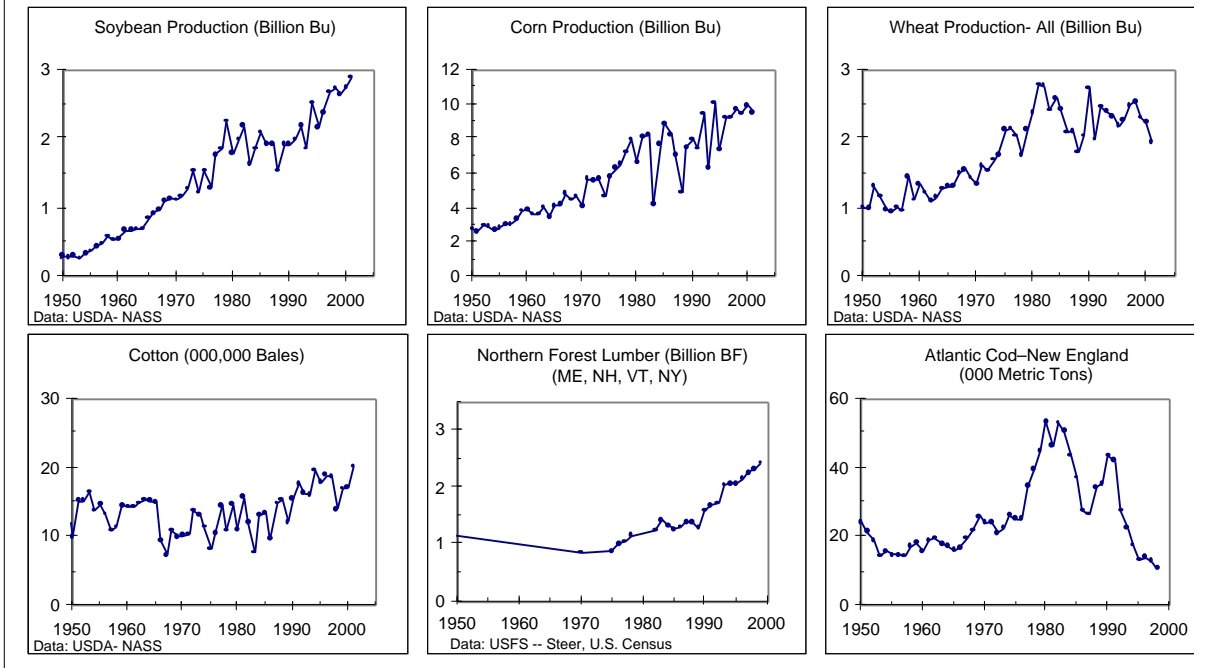 Soybean Production (Billion Bu)
3
2
1
0
1950 1960 1970 1980 1990 2000
Data: USDA- NASS
Corn Production (Billion Bu)
12
10
8
6
4
2
0
1950 1960 1970 1980 1990 2000
Data: USDA- NASS
Wheat Production- All (Billion Bu)
3
2
1
0
1950 1960 1970 1980 1990 2000
Data: USDA- NASS
Cotton (000,000 Bales)
30
20
10
0
1950 1960 1970 1980 1990 2000
Data: USDA- NASS
Northern Forest Lumber (Billion BF)
(ME, NH, VT, NY)
3
2
1
0
1950 1960 1970 1980 1990 2000
Data: USFS -- Steer, U.S. Census
Atlantic Cod–New England
(000 Metric Tons)
60
40
20
0
1950 1960 1970 1980 1990 2000